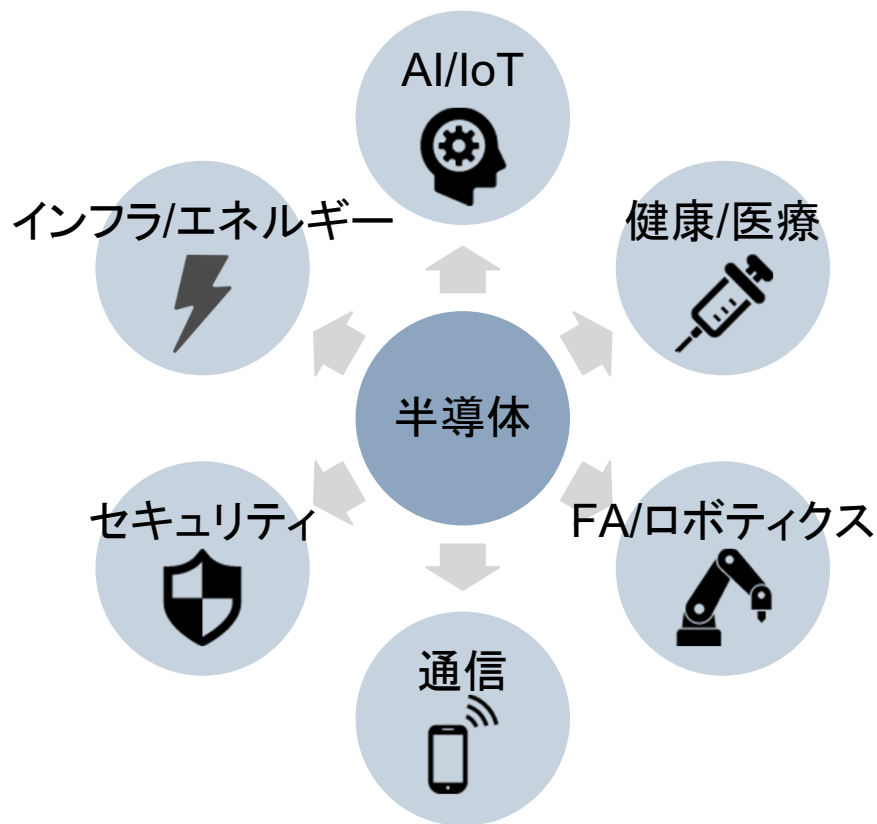 AI/IoT
インフラ/エネルギー
健康/医療
半導体
セキュリティ
FA/ロボティクス
通信